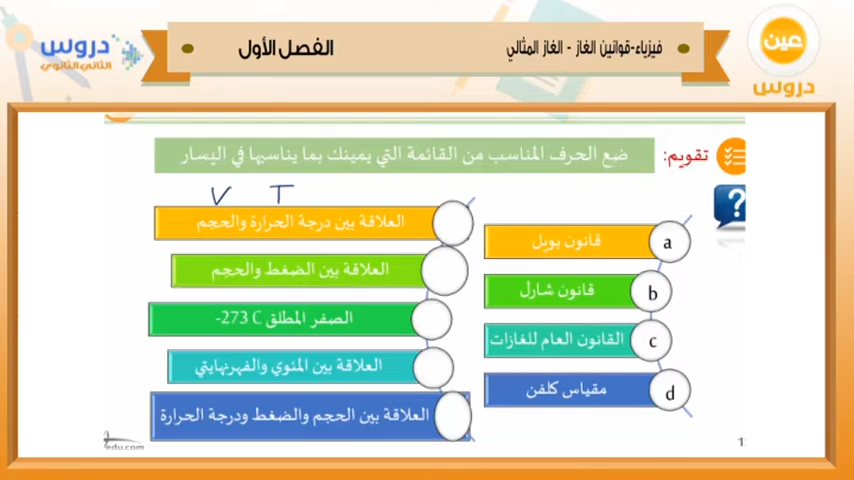 عين
دروس
فيزياء-قوانين الغاز - الغاز المثالي
الفصل الأول
دروس
الثاني الثانوي
تقويم:
ضع الحرف المناسب من القائمة التي يمينك بما يناسبها في اليسار
?
a قانون بويل
b قانون شارل
c القانون العام للغازات
d مقياس كلفن
V T
العلاقة بين درجة الحرارة والحجم
العلاقة بين الضغط والحجم
الصفر المطلق 273 C-
العلاقة بين المئوي والفهرنهايتي
العلاقة بين الحجم والضغط ودرجة الحرارة
edu.com